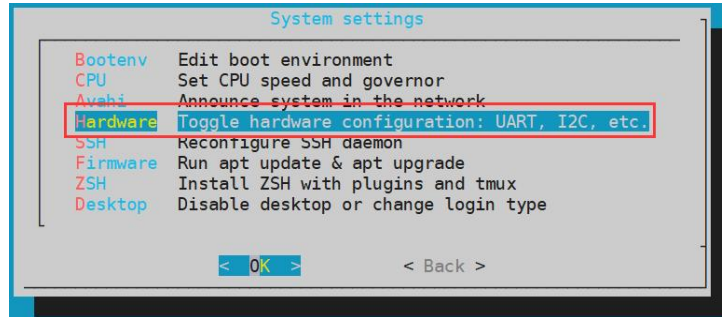 System settings
Bootenv Edit boot environment
CPU Set CPU speed and governor
Avahi Announce system in the network
Hardware Toggle hardware configuration: UART, I2C, etc.
SSH Reconfigure SSH daemon
Firmware Run apt update & apt upgrade
ZSH Install ZSH with plugins and tmux
Desktop Disable desktop or change login type
< OK > < Back >